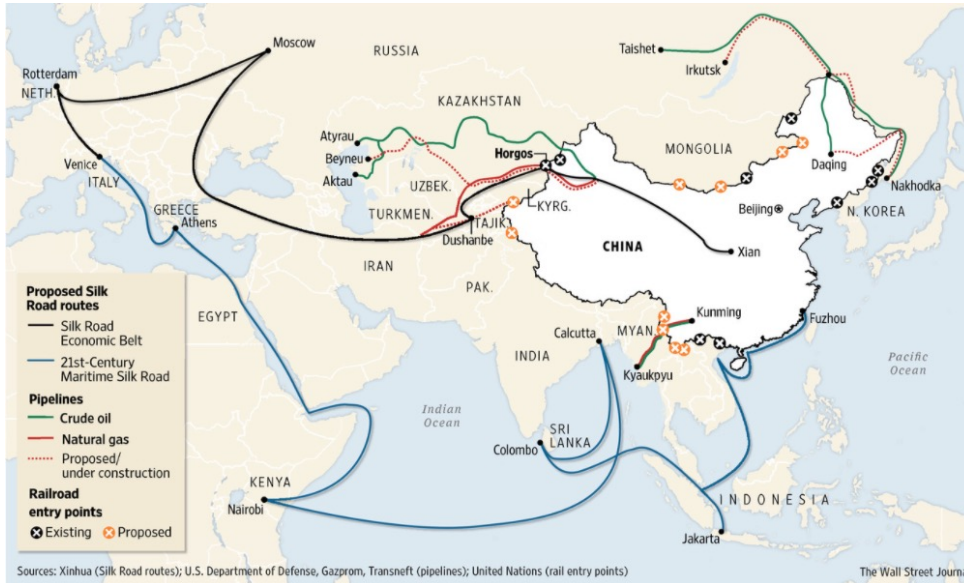 Moscow
RUSSIA
Taishet
Irkutsk
Rotterdam
NETH.
KAZAKHSTAN
Atyrau
Beyneu
Aktau
Horgos
MONGOLIA
Daqing
Nakhodka
Venice
ITALY
UZBEK.
GREECE
Athens
TURKMEN.
KYRG.
TAJIK.
Dushanbe
Beijing
N. KOREA
CHINA
Xian
IRAN
PAK.
EGYPT
Calcutta
INDIA
MYAN.
Kunming
Kyaukpyu
Fuzhou
Pacific
Ocean
Indian
Ocean
SRI
LANKA
Colombo
KENYA
Nairobi
INDONESIA
Jakarta
Proposed Silk
Road routes
Silk Road
Economic Belt
21st-Century
Maritime Silk Road
Pipelines
Crude oil
Natural gas
Proposed/
under construction
Railroad
entry points
Existing
Proposed
Sources: Xinhua (Silk Road routes); U.S. Department of Defense, Gazprom, Transneft (pipelines); United Nations (rail entry points)
The Wall Street Journa